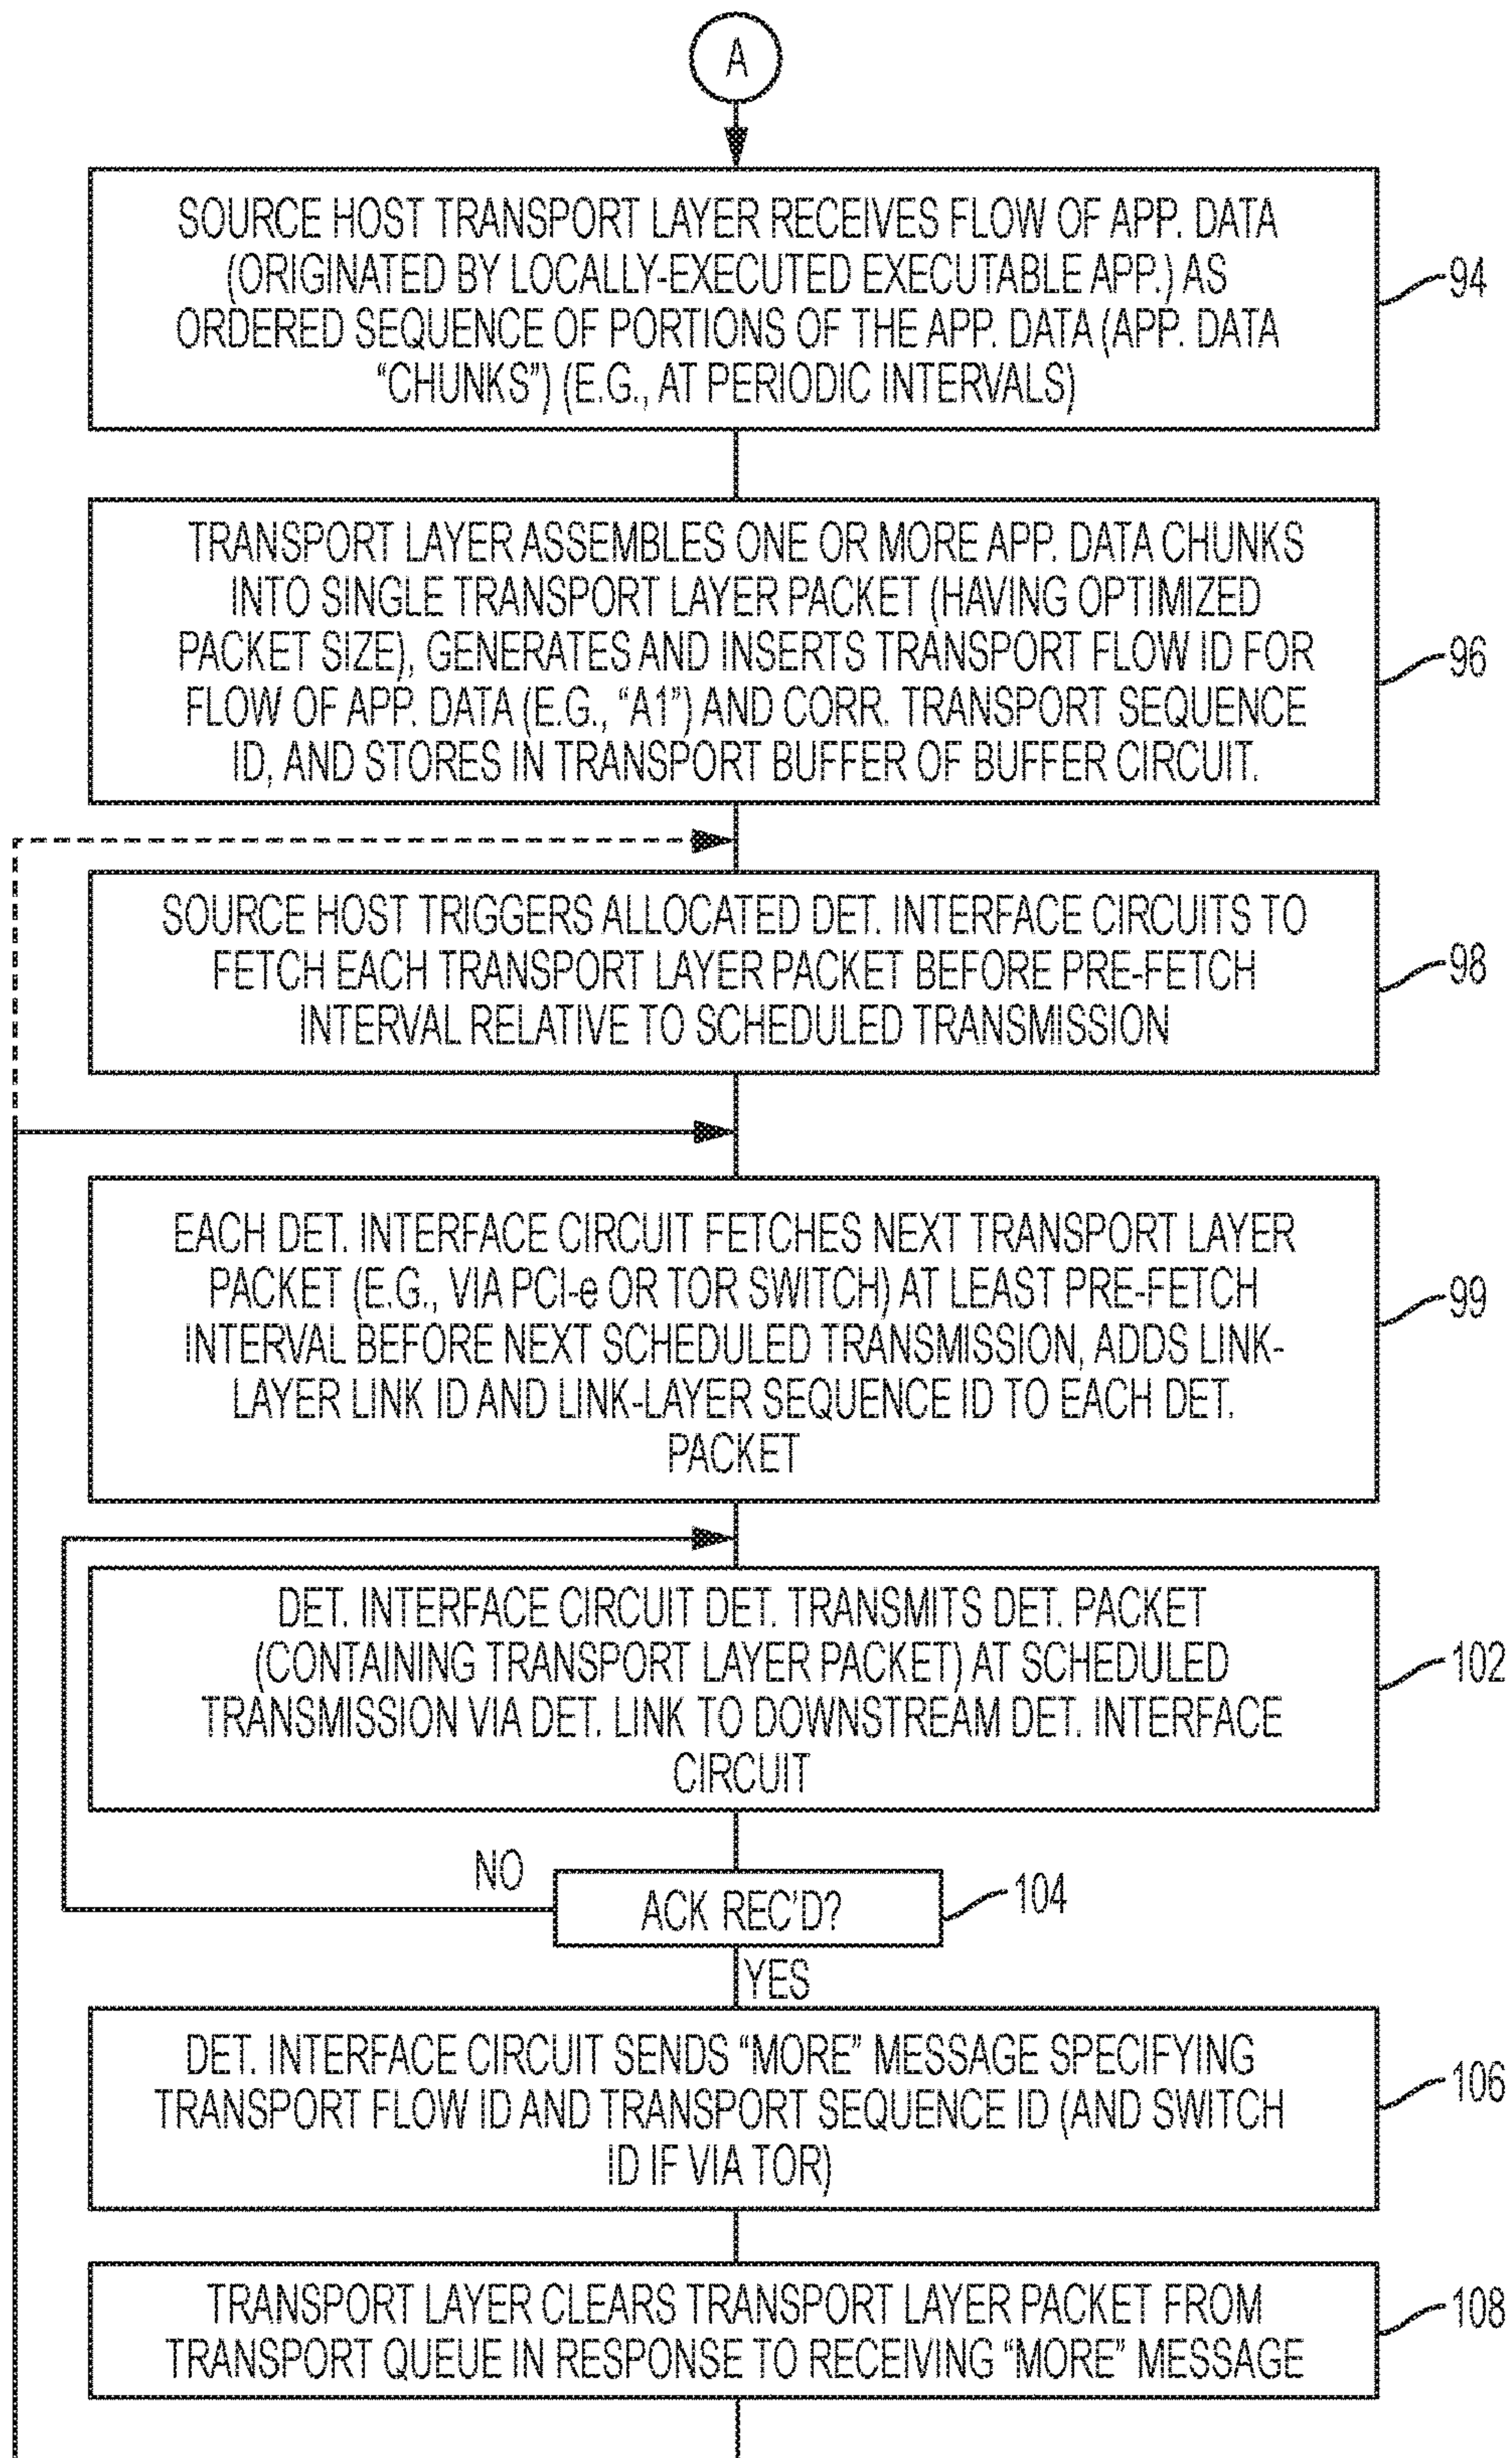 A
SOURCE HOST TRANSPORT LAYER RECEIVES FLOW OF APP. DATA
(ORIGINATED BY LOCALLY-EXECUTED EXECUTABLE APP.) AS
ORDERED SEQUENCE OF PORTIONS OF THE APP. DATA (APP. DATA
“CHUNKS”) (E.G., AT PERIODIC INTERVALS)
94
TRANSPORT LAYER ASSEMBLES ONE OR MORE APP. DATA CHUNKS
INTO SINGLE TRANSPORT LAYER PACKET (HAVING OPTIMIZED
PACKET SIZE), GENERATES AND INSERTS TRANSPORT FLOW ID FOR
FLOW OF APP. DATA (E.G., “A1”) AND CORR. TRANSPORT SEQUENCE
ID, AND STORES IN TRANSPORT BUFFER OF BUFFER CIRCUIT.
96
SOURCE HOST TRIGGERS ALLOCATED DET. INTERFACE CIRCUITS TO
FETCH EACH TRANSPORT LAYER PACKET BEFORE PRE-FETCH
INTERVAL RELATIVE TO SCHEDULED TRANSMISSION
98
EACH DET. INTERFACE CIRCUIT FETCHES NEXT TRANSPORT LAYER
PACKET (E.G., VIA PCI-e OR TOR SWITCH) AT LEAST PRE-FETCH
INTERVAL BEFORE NEXT SCHEDULED TRANSMISSION, ADDS LINK-
LAYER LINK ID AND LINK-LAYER SEQUENCE ID TO EACH DET.
PACKET
99
DET. INTERFACE CIRCUIT DET. TRANSMITS DET. PACKET
(CONTAINING TRANSPORT LAYER PACKET) AT SCHEDULED
TRANSMISSION VIA DET. LINK TO DOWNSTREAM DET. INTERFACE
CIRCUIT
102
NO
ACK REC'D?
104
YES
DET. INTERFACE CIRCUIT SENDS “MORE” MESSAGE SPECIFYING
TRANSPORT FLOW ID AND TRANSPORT SEQUENCE ID (AND SWITCH
ID IF VIA TOR)
106
TRANSPORT LAYER CLEARS TRANSPORT LAYER PACKET FROM
TRANSPORT QUEUE IN RESPONSE TO RECEIVING “MORE” MESSAGE
108